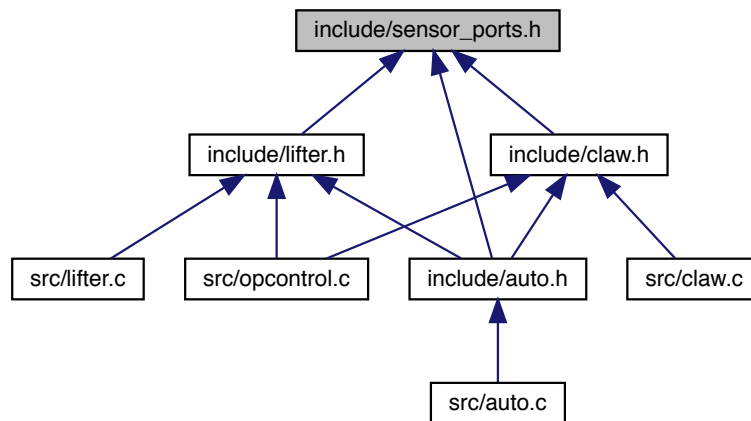 include/sensor_ports.h
include/lifter.h
include/claw.h
src/lifter.c
src/opcontrol.c
include/auto.h
src/claw.c
src/auto.c